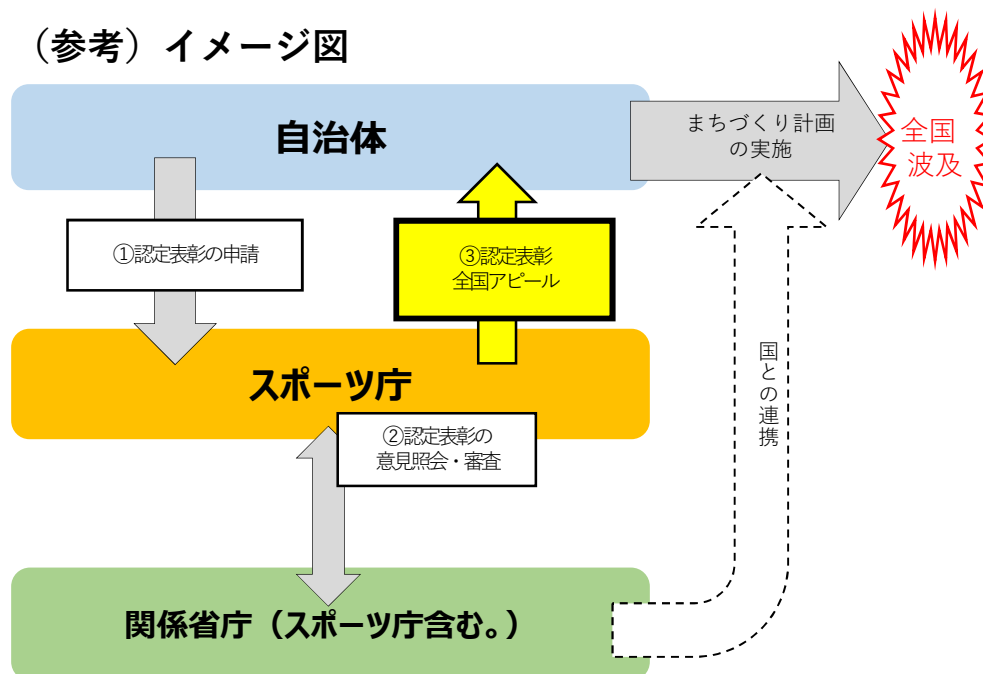 （参考）イメージ図
自治体
まちづくり計画
の実施
全国
波及
①認定表彰の申請
③認定表彰
全国アピール
スポーツ庁
②認定表彰の
意見照会・審査
国との連携
関係省庁（スポーツ庁含む。）